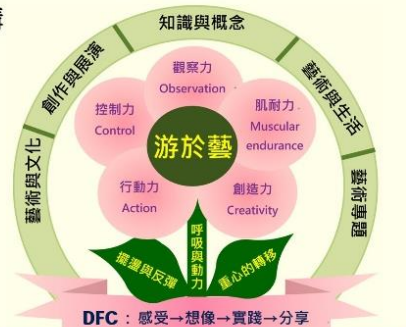 知識與概念
創作與展演
藝術與生活
藝術與文化
藝術專題
觀察力
Observation
控制力
Control
肌耐力
Muscular
endurance
游於藝
行動力
Action
創造力
Creativity
呼吸與動力
擺盪與反彈
重心的轉移
DFC：感受→想像→實踐→分享